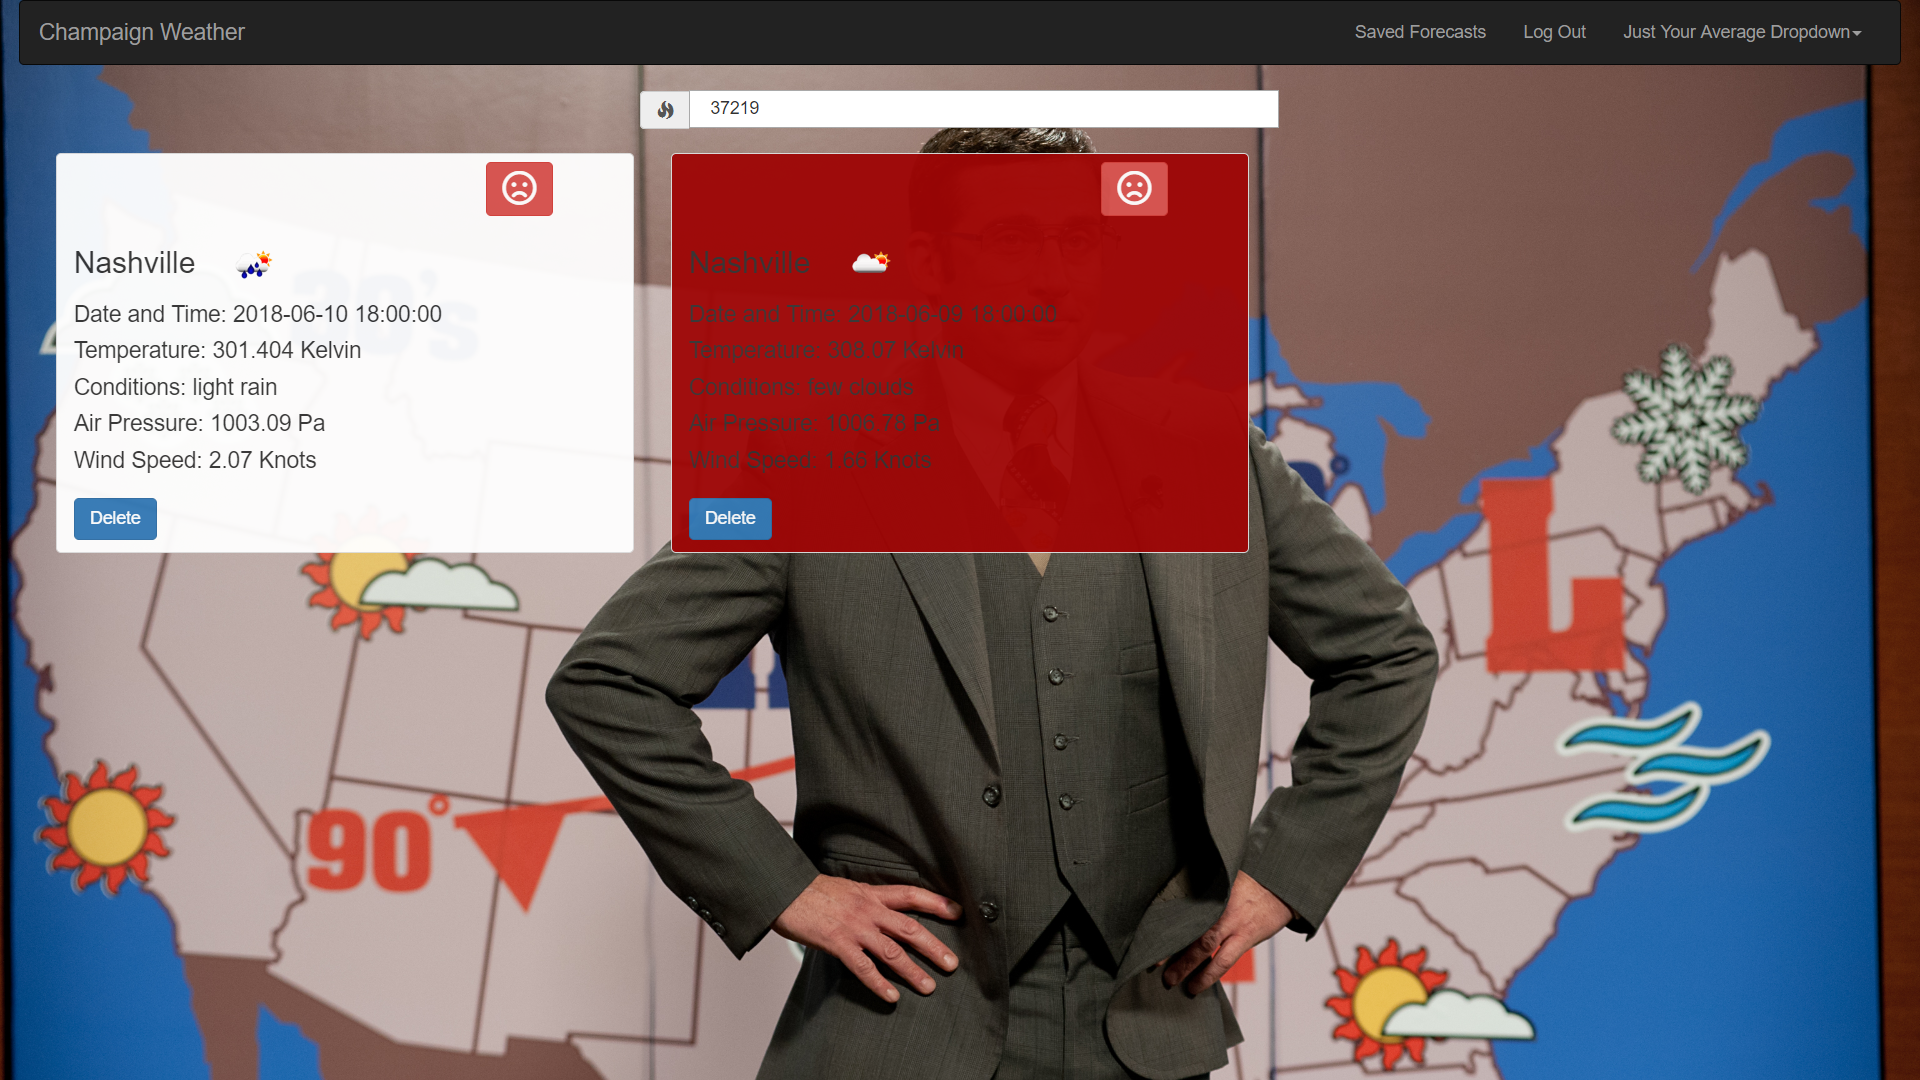 Champaign Weather
Saved Forecasts
Log Out
Just Your Average Dropdown
37219
Nashville
Date and Time: 2018-06-10 18:00:00
Temperature: 301.404 Kelvin
Conditions: light rain
Air Pressure: 1003.09 Pa
Wind Speed: 2.07 Knots
Delete
Nashville
Date and Time: 2018-06-09 18:00:00
Temperature: 308.07 Kelvin
Conditions: few clouds
Air Pressure: 1006.78 Pa
Wind Speed: 1.66 Knots
Delete
30's
L
90°